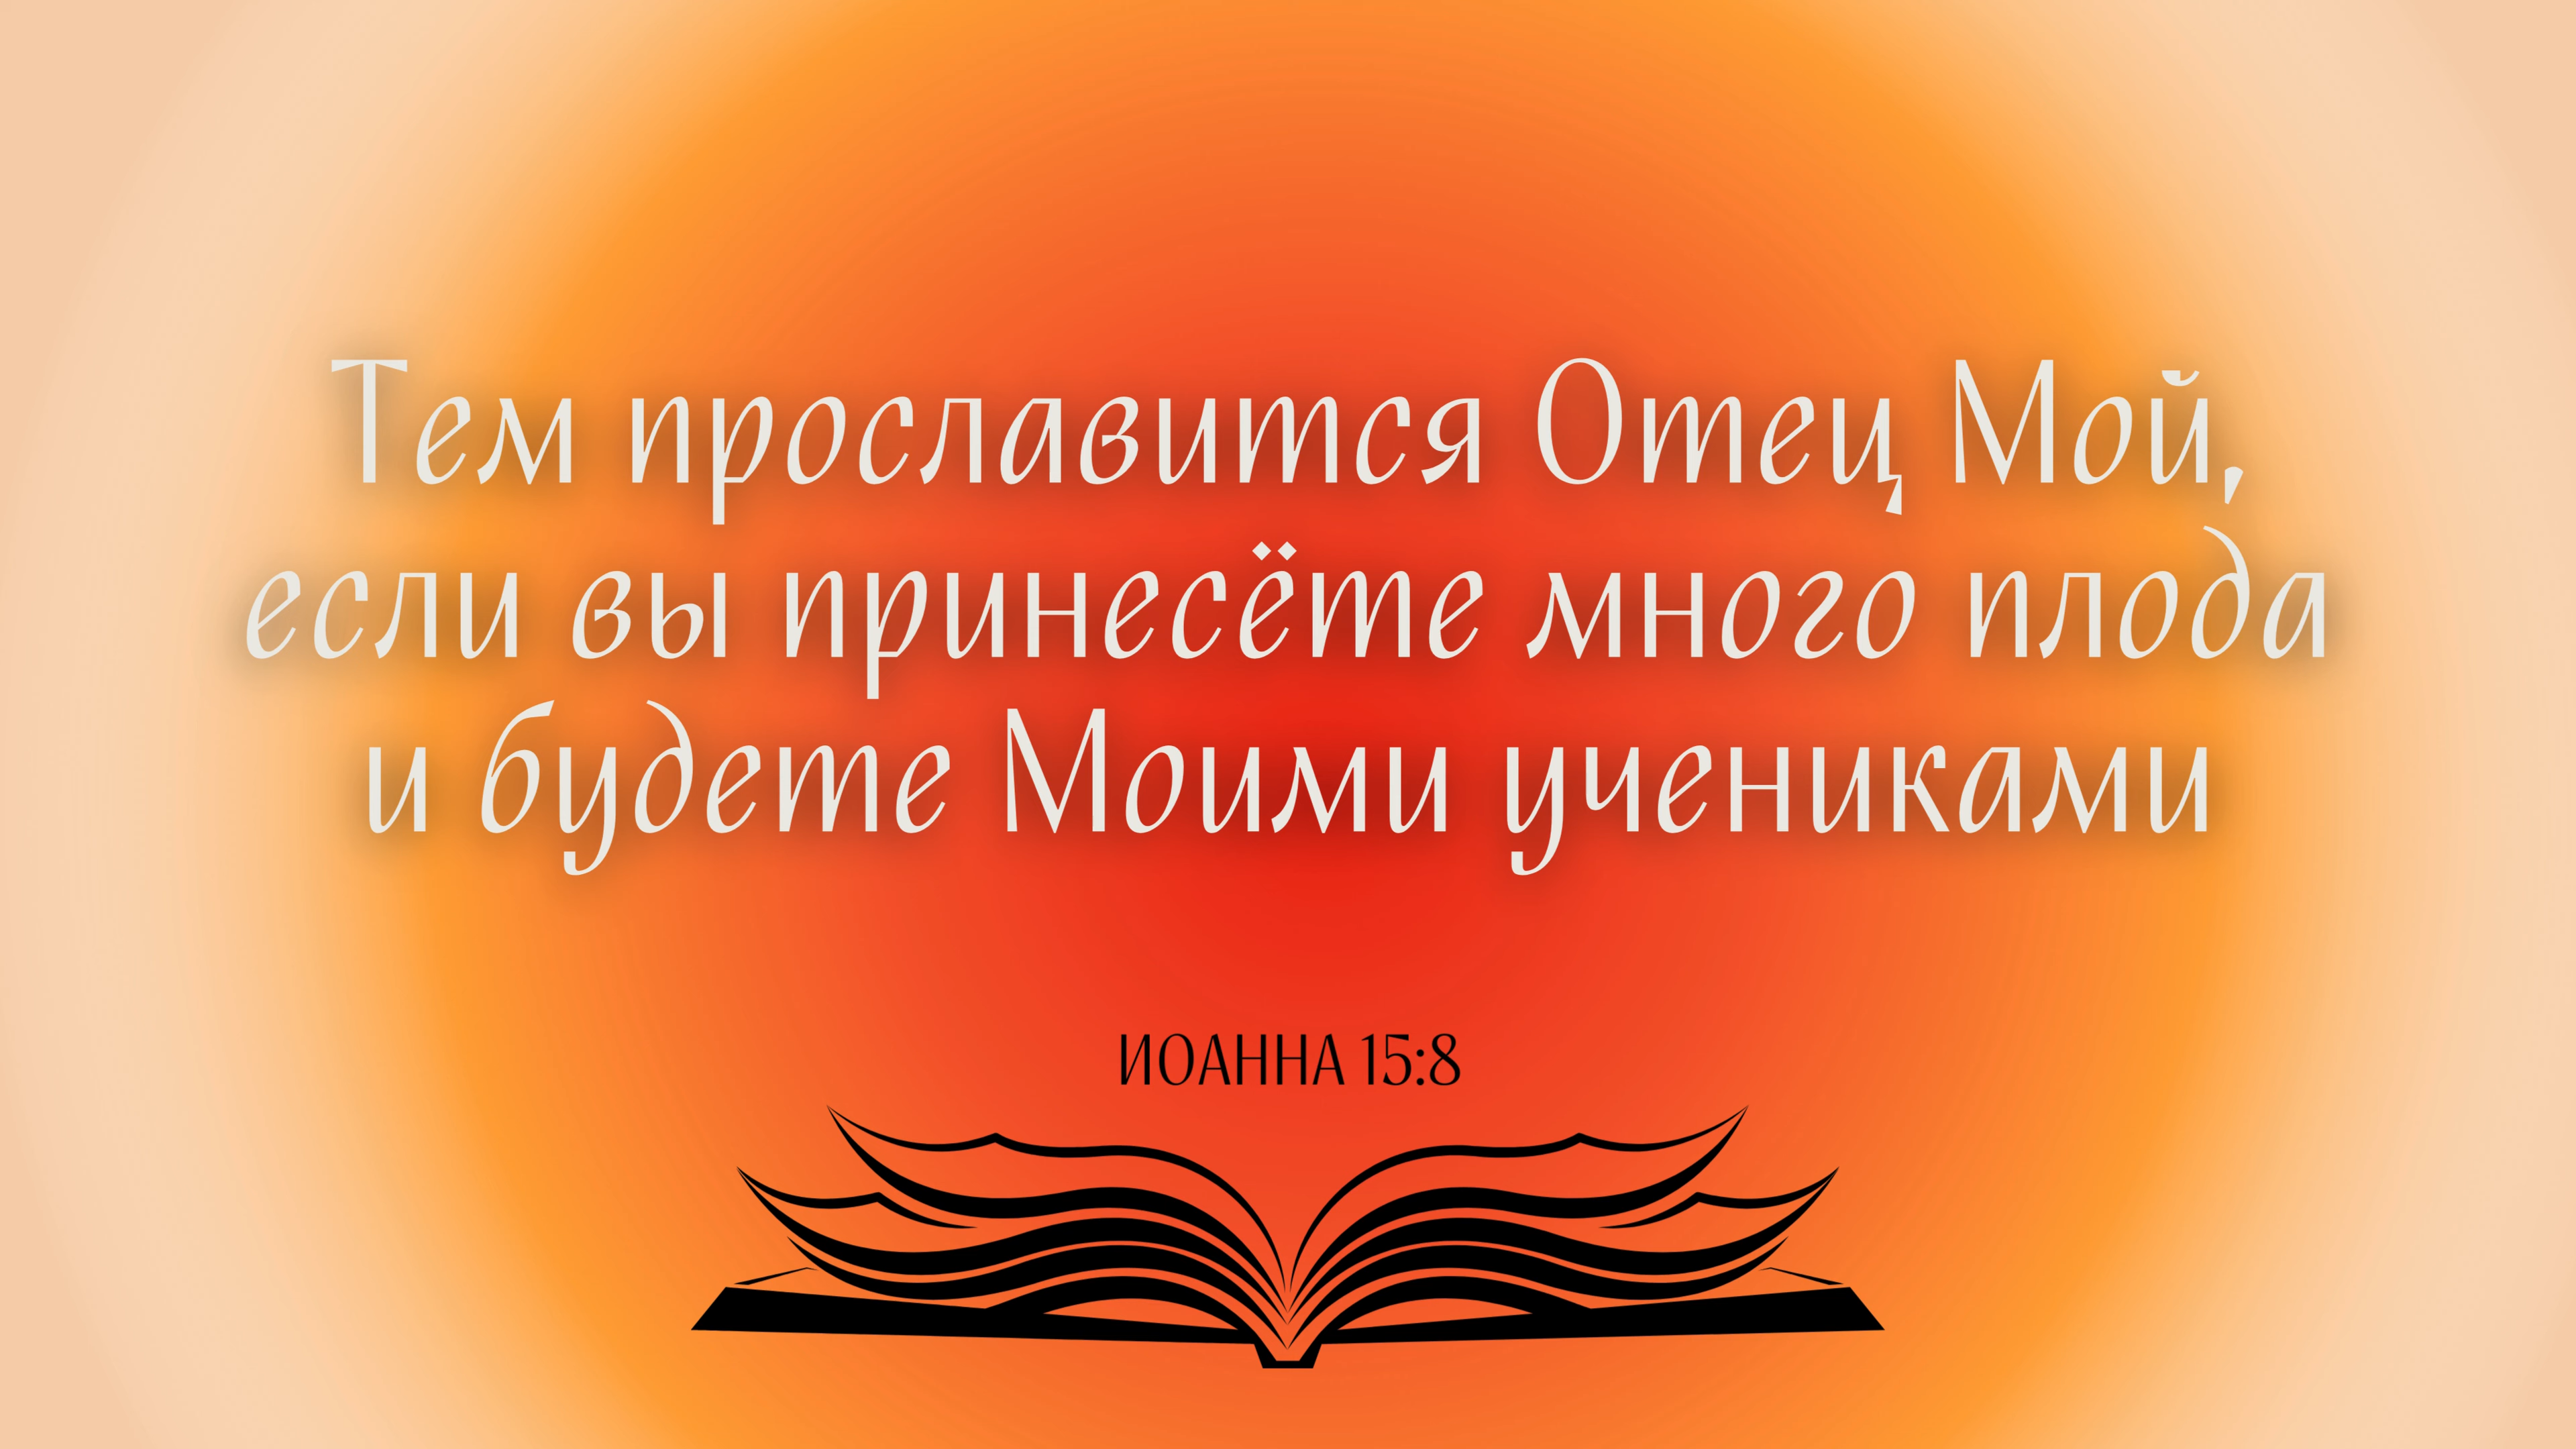 Тем прославится Отец Мой,
если вы принесёте много плода
и будете Моими учениками
ИОАННА 15:8